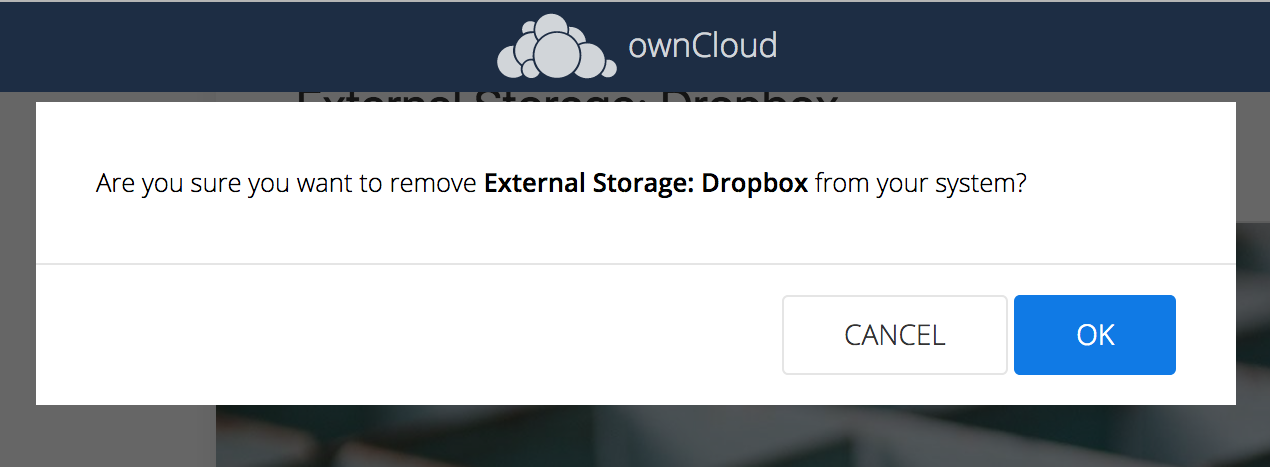 ownCloud
External Storage: Dropbox
Are you sure you want to remove External Storage: Dropbox from your system?
CANCEL
OK